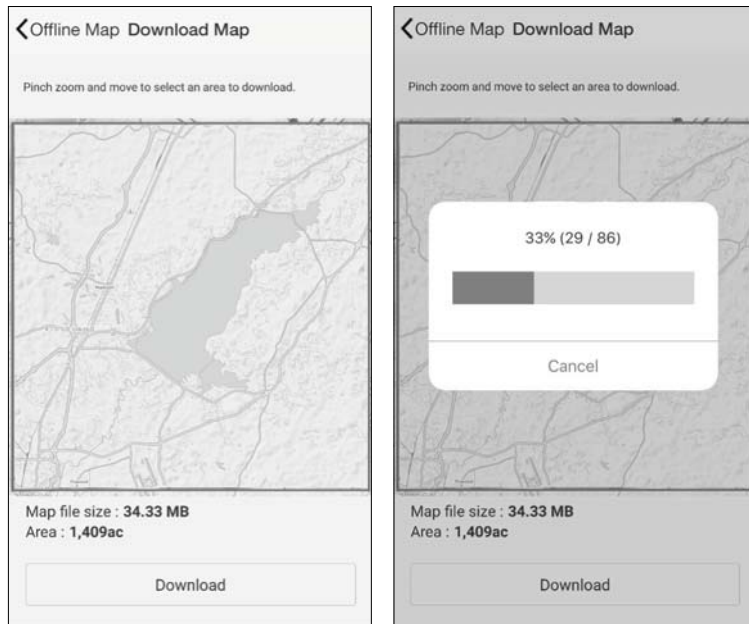 Offline Map Download Map
Pinch zoom and move to select an area to download.
Map file size : 34.33 MB
Area : 1,409ac
Download
Offline Map Download Map
Pinch zoom and move to select an area to download.
33% (29 / 86)
Cancel
Map file size : 34.33 MB
Area : 1,409ac
Download